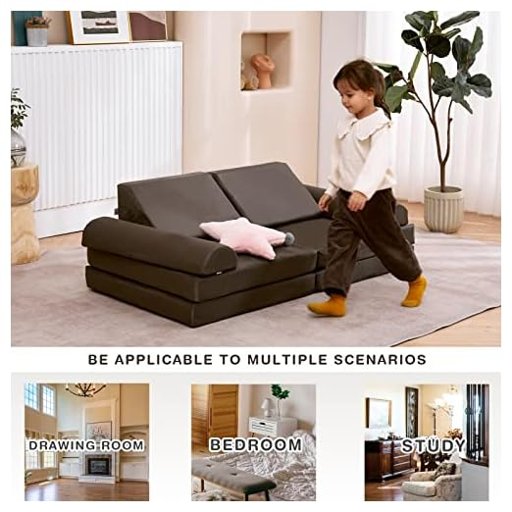 BE APPLICABLE TO MULTIPLE SCENARIOS
DRAWING ROOM
BEDROOM
STUDY